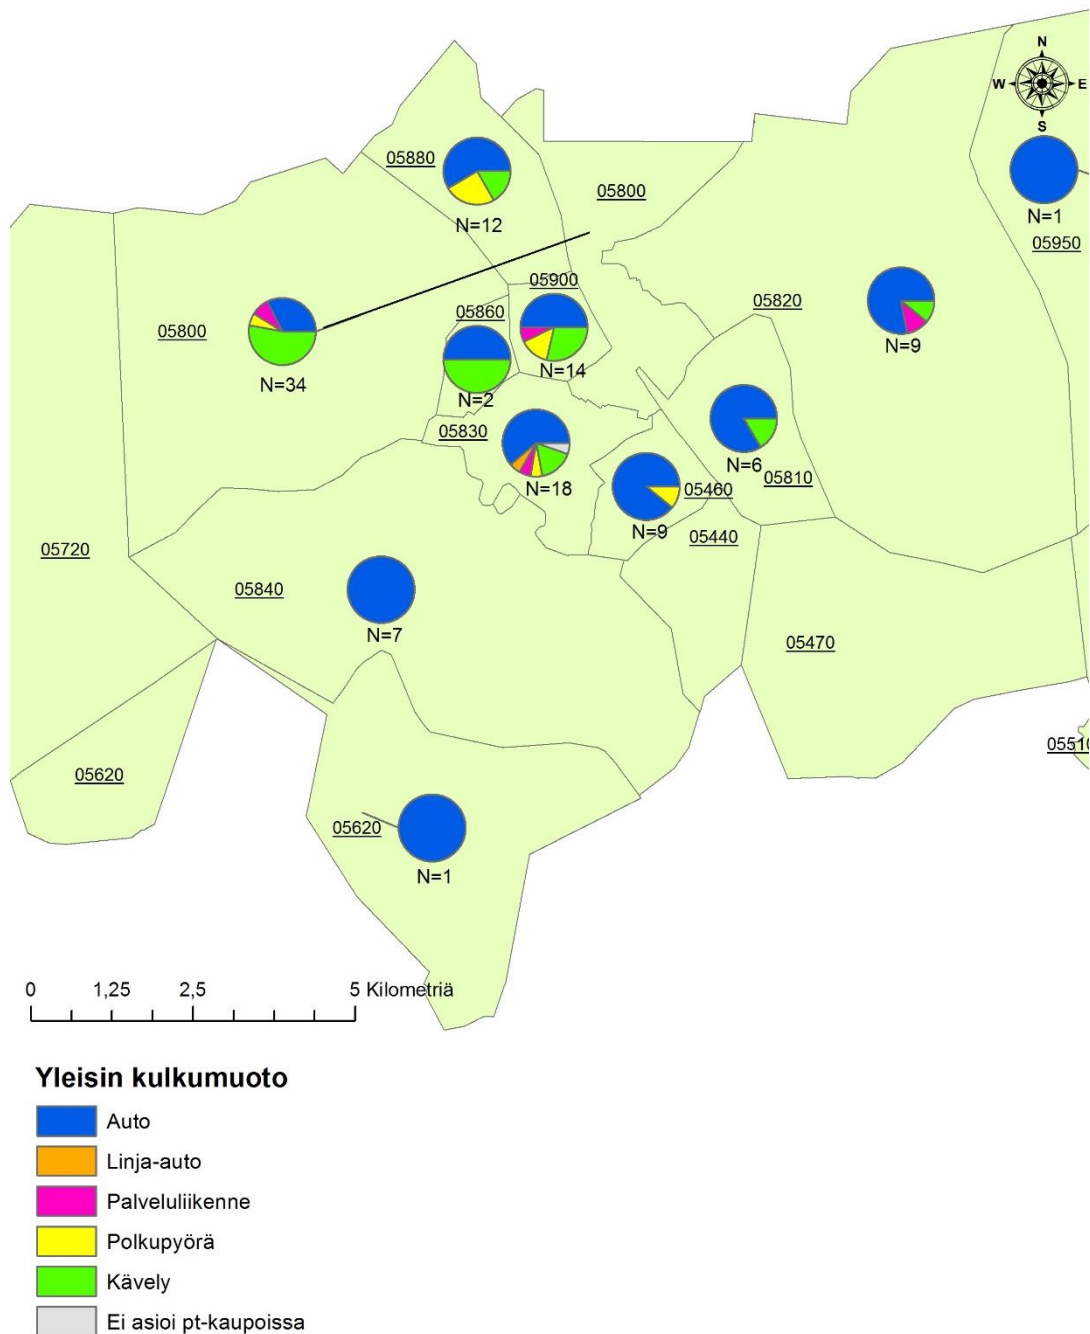 N
W E
S
05880
05800
N=12
N=1
05950
05900
05820
05860
05800
N=9
N=34
N=14
N=2
05830
N=6
N=18
05810
05460
N=9
05440
05720
05840
N=7
05470
05510
05620
05620
N=1
0 1,25 2,5 5 Kilometriä
Yleisin kulkumuoto
Auto
Linja-auto
Palveluliikenne
Polkupyörä
Kävely
Ei asioi pt-kaupoissa